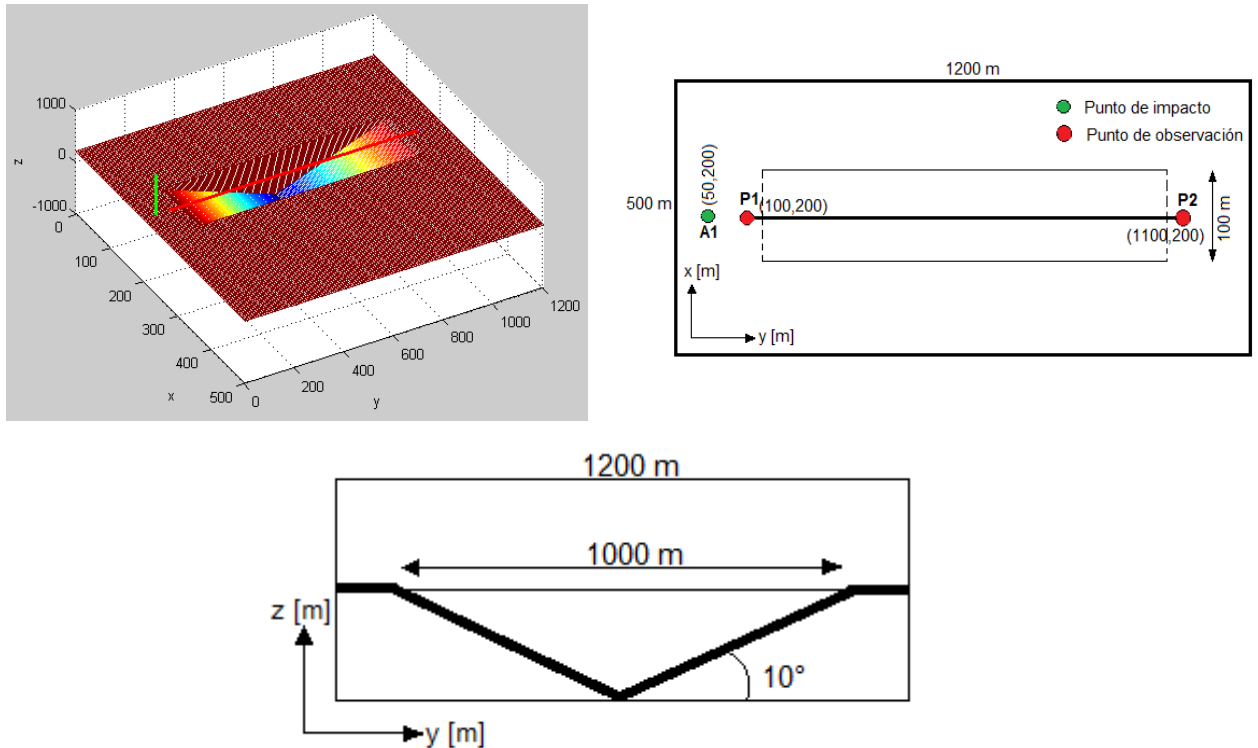 1000
0
-1000
z
0
100
200
300
400
500
x
0
200
400
600
800
1000
1200
y
1200 m
Punto de impacto
Punto de observación
(50,200)
500 m
P1
(100,200)
A1
P2
(1100,200)
100 m
x [m]
y [m]
1200 m
1000 m
z [m]
10°
y [m]